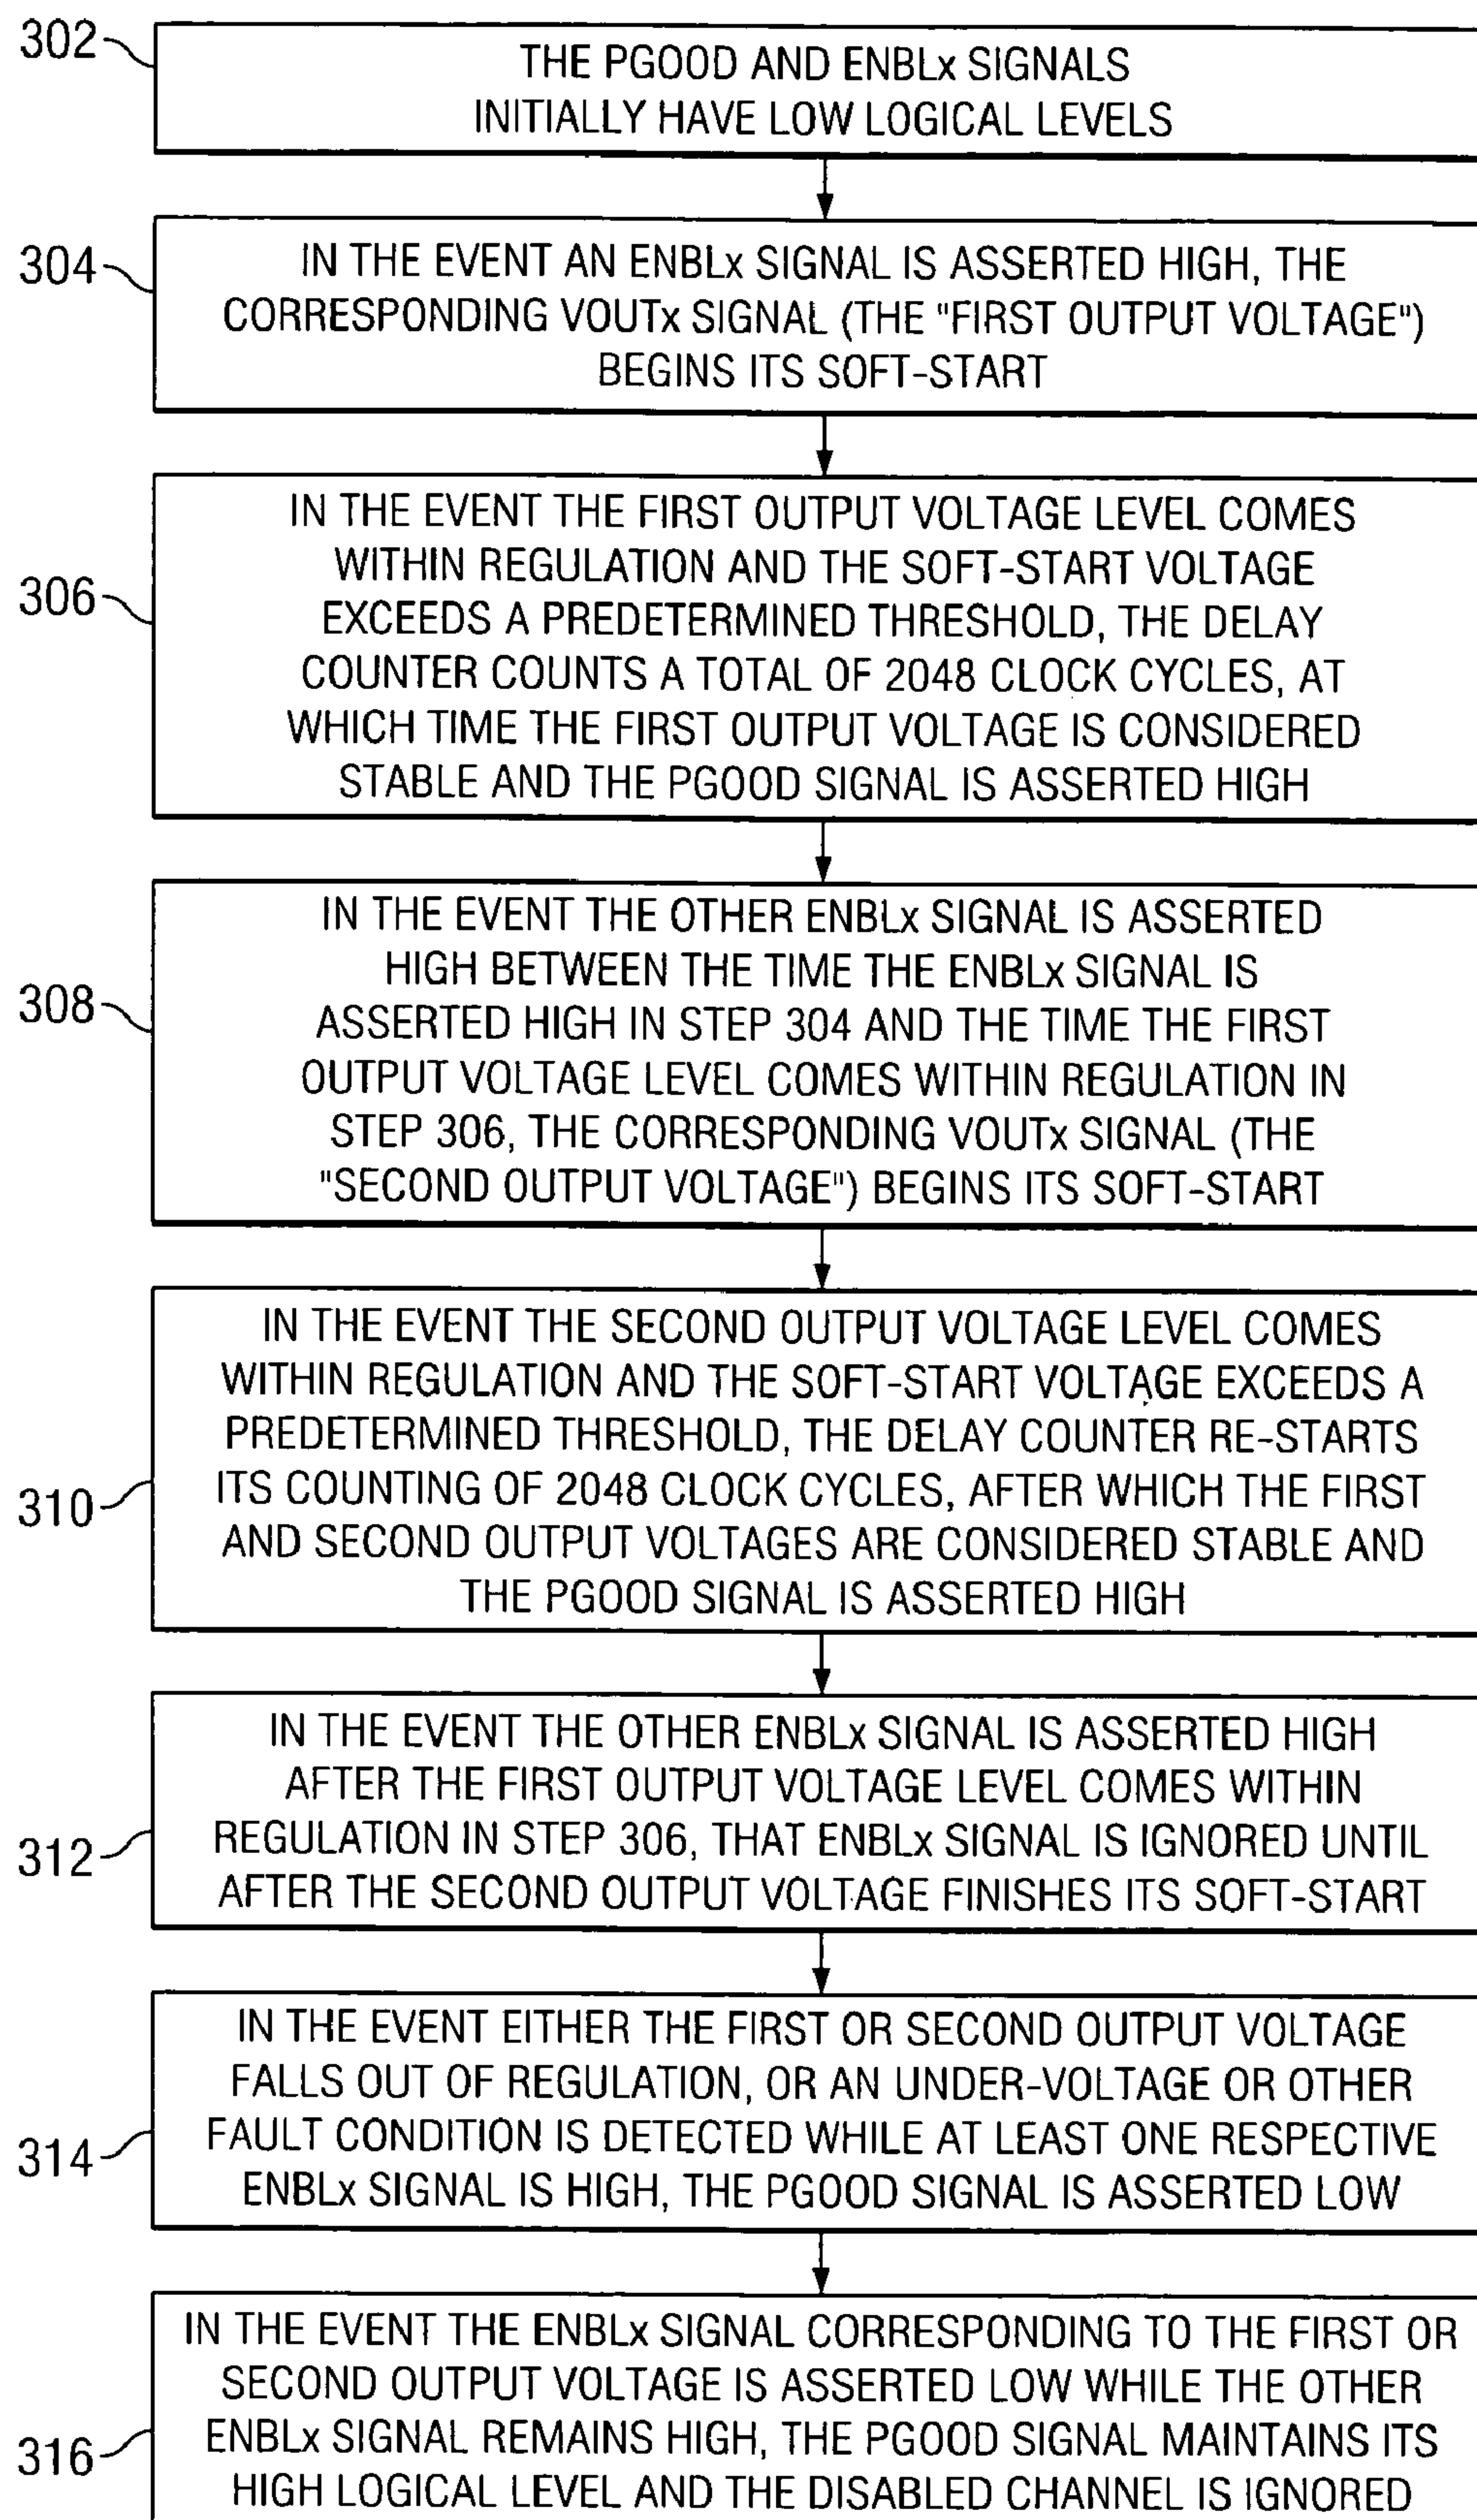 302
THE PGOOD AND ENBLx SIGNALS
INITIALLY HAVE LOW LOGICAL LEVELS
304
IN THE EVENT AN ENBLx SIGNAL IS ASSERTED HIGH, THE
CORRESPONDING VOUTx SIGNAL (THE "FIRST OUTPUT VOLTAGE")
BEGINS ITS SOFT-START
306
IN THE EVENT THE FIRST OUTPUT VOLTAGE LEVEL COMES
WITHIN REGULATION AND THE SOFT-START VOLTAGE
EXCEEDS A PREDETERMINED THRESHOLD, THE DELAY
COUNTER COUNTS A TOTAL OF 2048 CLOCK CYCLES, AT
WHICH TIME THE FIRST OUTPUT VOLTAGE IS CONSIDERED
STABLE AND THE PGOOD SIGNAL IS ASSERTED HIGH
308
IN THE EVENT THE OTHER ENBLx SIGNAL IS ASSERTED
HIGH BETWEEN THE TIME THE ENBLx SIGNAL IS
ASSERTED HIGH IN STEP 304 AND THE TIME THE FIRST
OUTPUT VOLTAGE LEVEL COMES WITHIN REGULATION IN
STEP 306, THE CORRESPONDING VOUTx SIGNAL (THE
"SECOND OUTPUT VOLTAGE") BEGINS ITS SOFT-START
310
IN THE EVENT THE SECOND OUTPUT VOLTAGE LEVEL COMES
WITHIN REGULATION AND THE SOFT-START VOLTAGE EXCEEDS A
PREDETERMINED THRESHOLD, THE DELAY COUNTER RE-STARTS
ITS COUNTING OF 2048 CLOCK CYCLES, AFTER WHICH THE FIRST
AND SECOND OUTPUT VOLTAGES ARE CONSIDERED STABLE AND
THE PGOOD SIGNAL IS ASSERTED HIGH
312
IN THE EVENT THE OTHER ENBLx SIGNAL IS ASSERTED HIGH
AFTER THE FIRST OUTPUT VOLTAGE LEVEL COMES WITHIN
REGULATION IN STEP 306, THAT ENBLx SIGNAL IS IGNORED UNTIL
AFTER THE SECOND OUTPUT VOLTAGE FINISHES ITS SOFT-START
314
IN THE EVENT EITHER THE FIRST OR SECOND OUTPUT VOLTAGE
FALLS OUT OF REGULATION, OR AN UNDER-VOLTAGE OR OTHER
FAULT CONDITION IS DETECTED WHILE AT LEAST ONE RESPECTIVE
ENBLx SIGNAL IS HIGH, THE PGOOD SIGNAL IS ASSERTED LOW
316
IN THE EVENT THE ENBLx SIGNAL CORRESPONDING TO THE FIRST OR
SECOND OUTPUT VOLTAGE IS ASSERTED LOW WHILE THE OTHER
ENBLx SIGNAL REMAINS HIGH, THE PGOOD SIGNAL MAINTAINS ITS
HIGH LOGICAL LEVEL AND THE DISABLED CHANNEL IS IGNORED